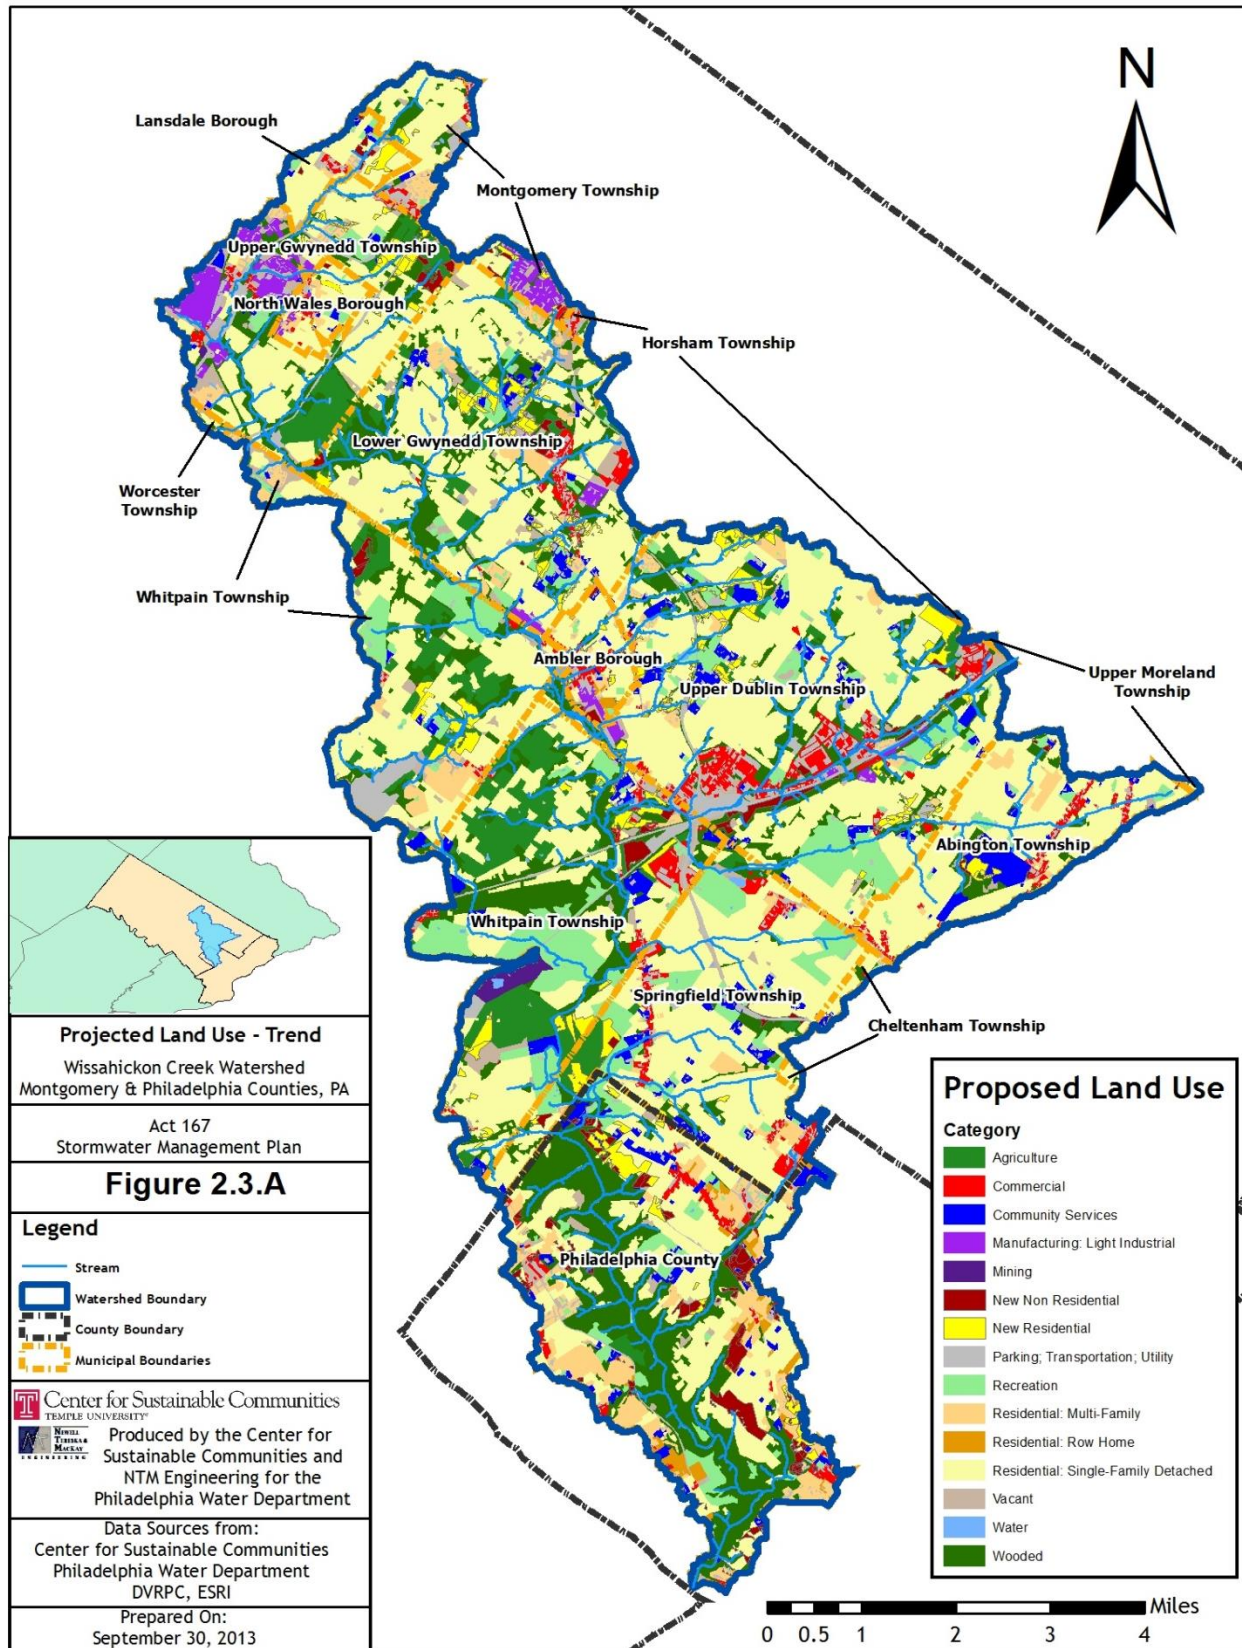 N
Lansdale Borough
Montgomery Township
Upper Gwynedd Township
North Wales Borough
Horsham Township
Lower Gwynedd Township
Worcester
Township
Whitpain Township
Ambler Borough
Upper Dublin Township
Upper Moreland
Township
Abington Township
Whitpain Township
Springfield Township
Cheltenham Township
Philadelphia County
Projected Land Use - Trend
Wissahickon Creek Watershed
Montgomery & Philadelphia Counties, PA
Act 167
Stormwater Management Plan
Figure 2.3.A
Legend
Stream
Watershed Boundary
County Boundary
Municipal Boundaries
Center for Sustainable Communities
TEMPLE UNIVERSITY
NEWELL
TEREKA &
MACKAY
ENGINEERING
Produced by the Center for
Sustainable Communities and
NTM Engineering for the
Philadelphia Water Department
Data Sources from:
Center for Sustainable Communities
Philadelphia Water Department
DVRPC, ESRI
Prepared On:
September 30, 2013
Proposed Land Use
Category
Agriculture
Commercial
Community Services
Manufacturing: Light Industrial
Mining
New Non Residential
New Residential
Parking; Transportation; Utility
Recreation
Residential: Multi-Family
Residential: Row Home
Residential: Single-Family Detached
Vacant
Water
Wooded
Miles
0 0.5 1 2 3 4